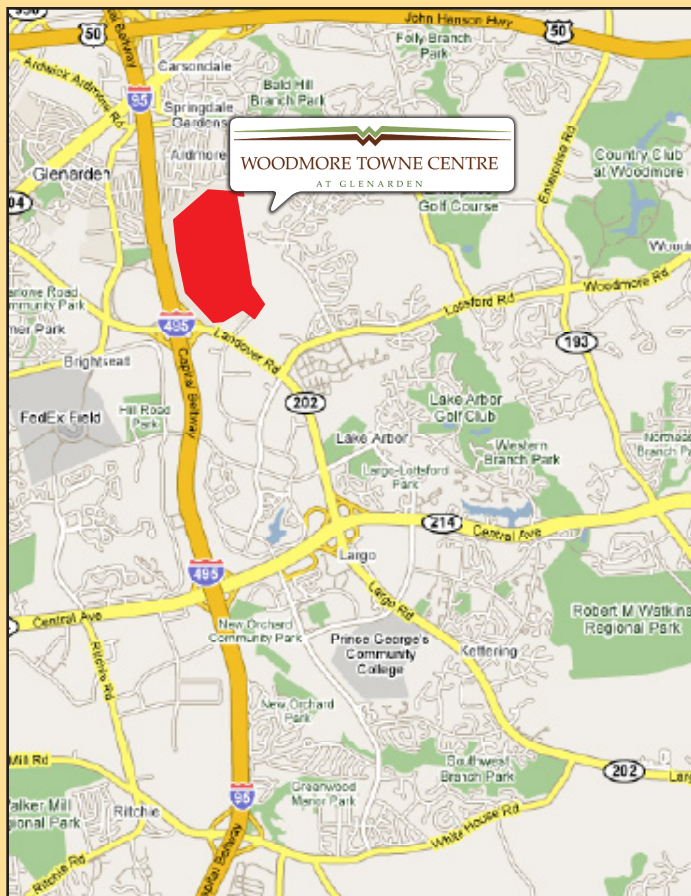 John Hanson Hwy
50
50
Folly Branch
Park
Capital Beltway
Carsondale
Ardwick Ardmore Rd
95
Bald Hill
Branch Park
Springdale
Gardens
Ardmore
Enterprise Rd
Country Club
at Woodmore
WOODMORE TOWNE CENTRE
AT GLENARDEN
Glenarden
Golf Course
Woodmore Rd
Lottsford Rd
Park
495
Landover Rd
193
Brightseat
Capital Beltway
202
FedEx Field
Hill Road
Park
Lake Arbor
Golf Club
Lake Arbor
Western
Branch Park
Largo-Lottsford
Park
214
Central Ave
Largo
495
Largo Rd
Central Ave
New Orchard
Community Park
Prince George's
Community
College
Robert M Watkins
Regional Park
Kettering
Ritchie Rd
New Orchard
Park
Southwest
Branch Park
202
Mill Rd
95
Greenwood
Manor Park
Ritchie
White House Rd
Ritchie Rd